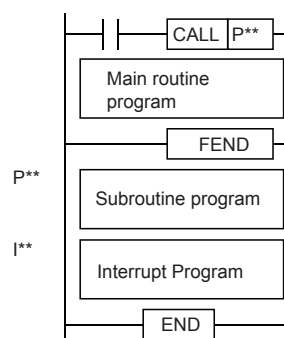 CALL P**
Main routine
program
FEND
P**
Subroutine program
I**
Interrupt Program
END